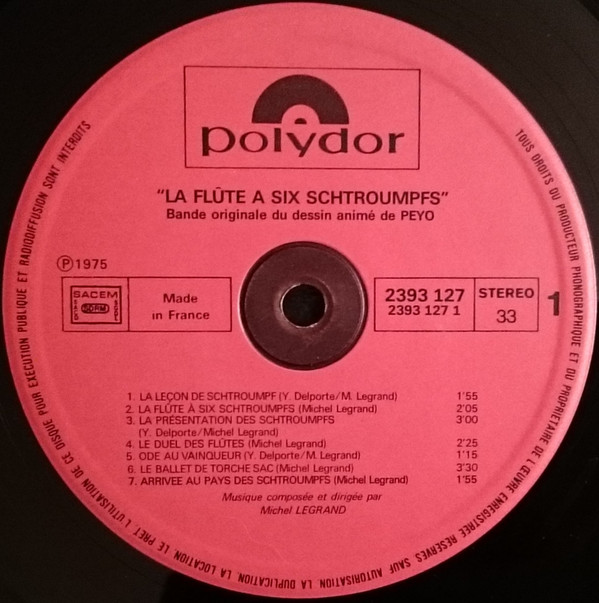 polydor
"LA FLÛTE A SIX SCHTROUMPFS"
Bande originale du dessin animé de PEYO
Ⓟ1975
SACEM
SDRM
Made
in France
2393 127
2393 127 1
STEREO
33
1
1. LA LEÇON DE SCHTROUMPF (Y. Delporte/M. Legrand) 1'55
2. LA FLÛTE À SIX SCHTROUMPFS (Michel Legrand) 2'05
3. LA PRÉSENTATION DES SCHTROUMPFS 3'00
(Y. Delporte/Michel Legrand)
4. LE DUEL DES FLÛTES (Michel Legrand) 2'25
5. ODE AU VAINQUEUR (Y. Delporte/M. Legrand) 1'15
6. LE BALLET DE TORCHE SAC (Michel Legrand) 3'30
7. ARRIVEE AU PAYS DES SCHTROUMPFS (Michel Legrand) 1'55
Musique composée et dirigée par
Michel LEGRAND
TOUS DROITS DU PRODUCTEUR PHONOGRAPHIQUE ET DU PROPRIETAIRE DE L'ŒUVRE ENREGISTREE RESERVES. SAUF AUTORISATION, LA DUPLICATION, LA LOCATION, LE PRET, L'UTILISATION DE CE DISQUE POUR EXECUTION PUBLIQUE ET RADIODIFFUSION SONT INTERDITS